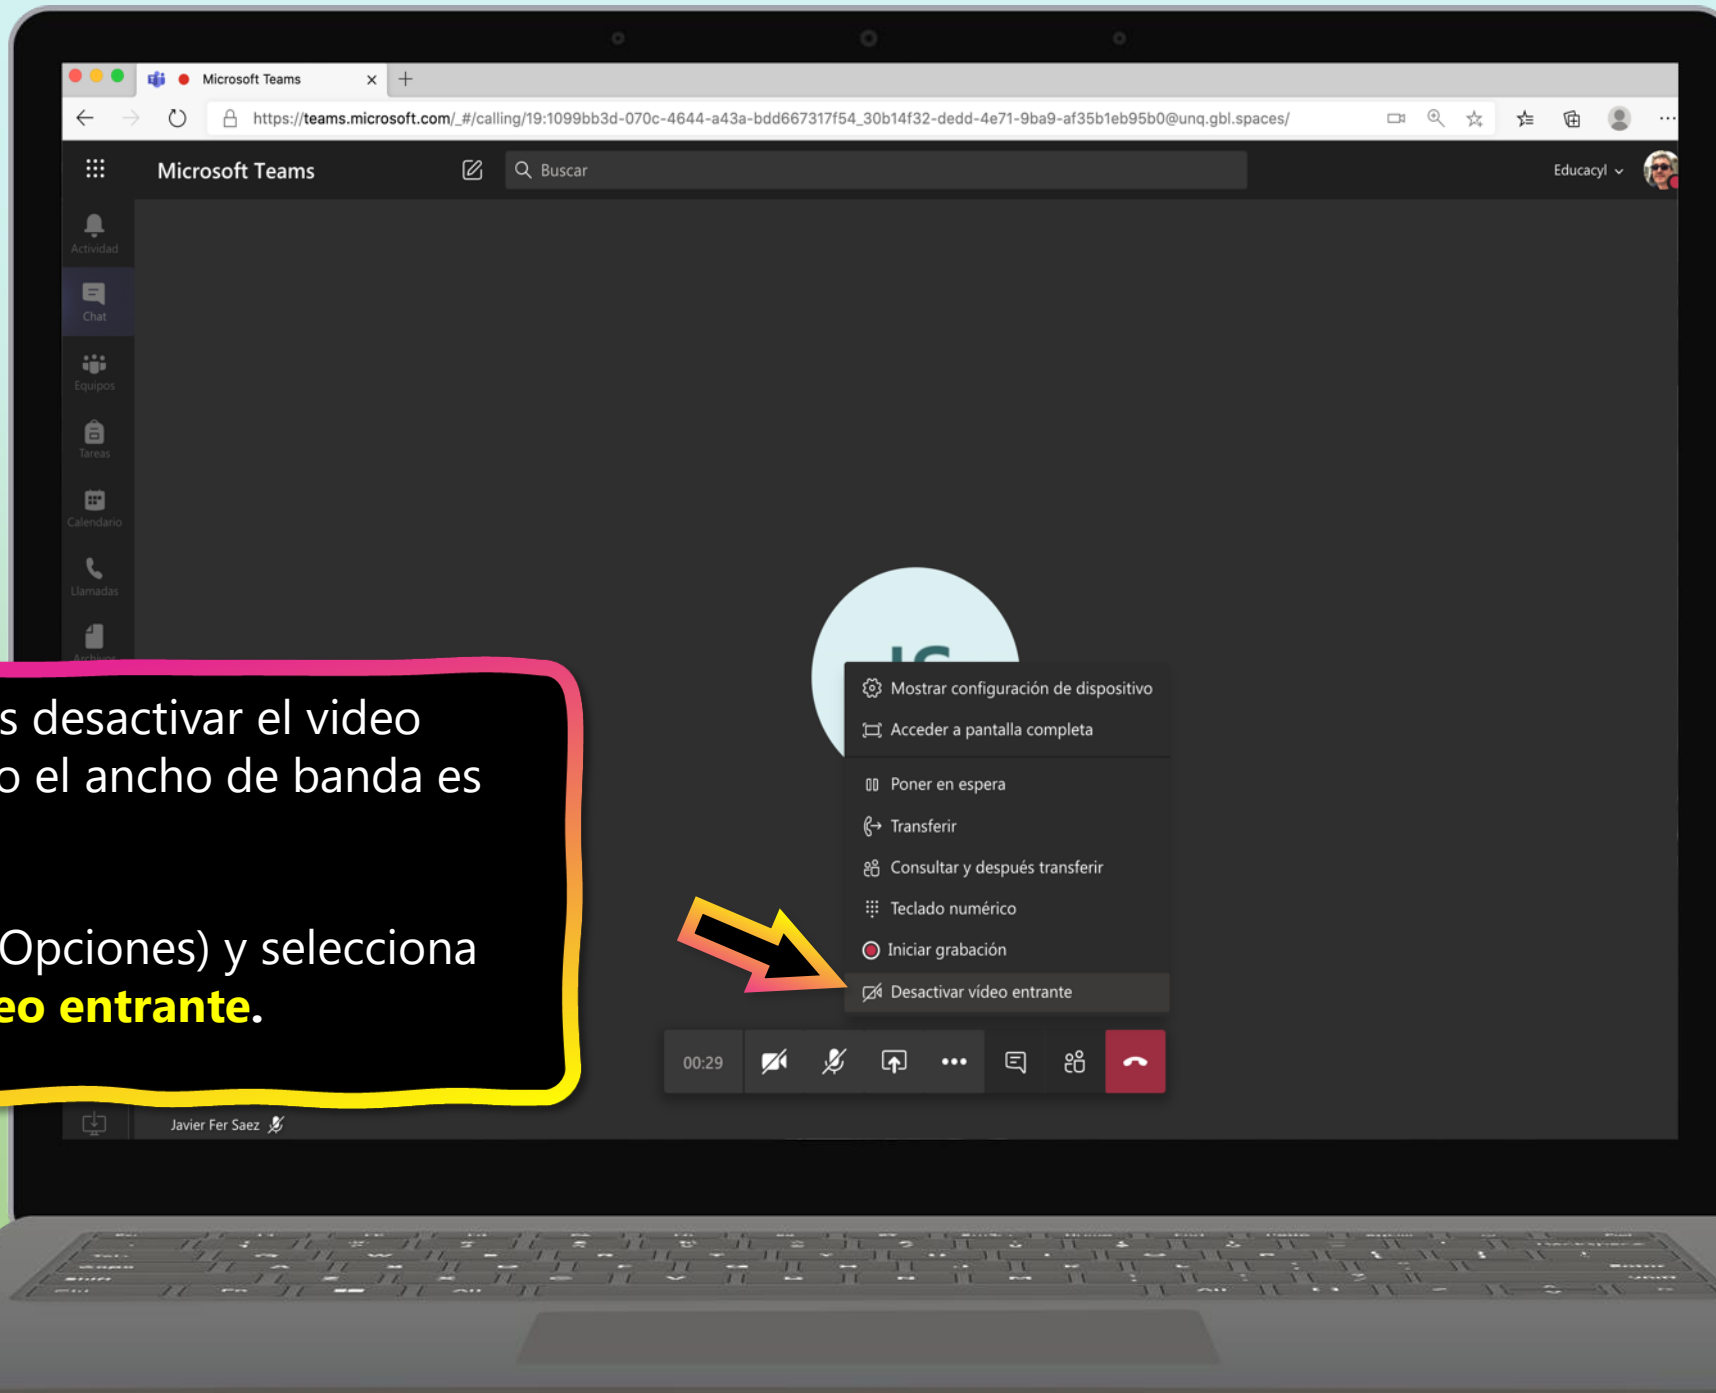 Microsoft Teams
https://teams.microsoft.com/_#/calling/19:1099bb3d-070c-4644-a43a-bdd667317f54_30b14f32-dedd-4e71-9ba9-af35b1eb95b0@unq.gbl.spaces/
Microsoft Teams
Buscar
Educacyl
Actividad
Chat
Equipos
Tareas
Calendario
Llamadas
Archivos
s desactivar el video
o el ancho de banda es
Opciones) y selecciona
eo entrante.
Mostrar configuración de dispositivo
Acceder a pantalla completa
Poner en espera
Transferir
Consultar y después transferir
Teclado numérico
Iniciar grabación
Desactivar vídeo entrante
00:29
Javier Fer Saez